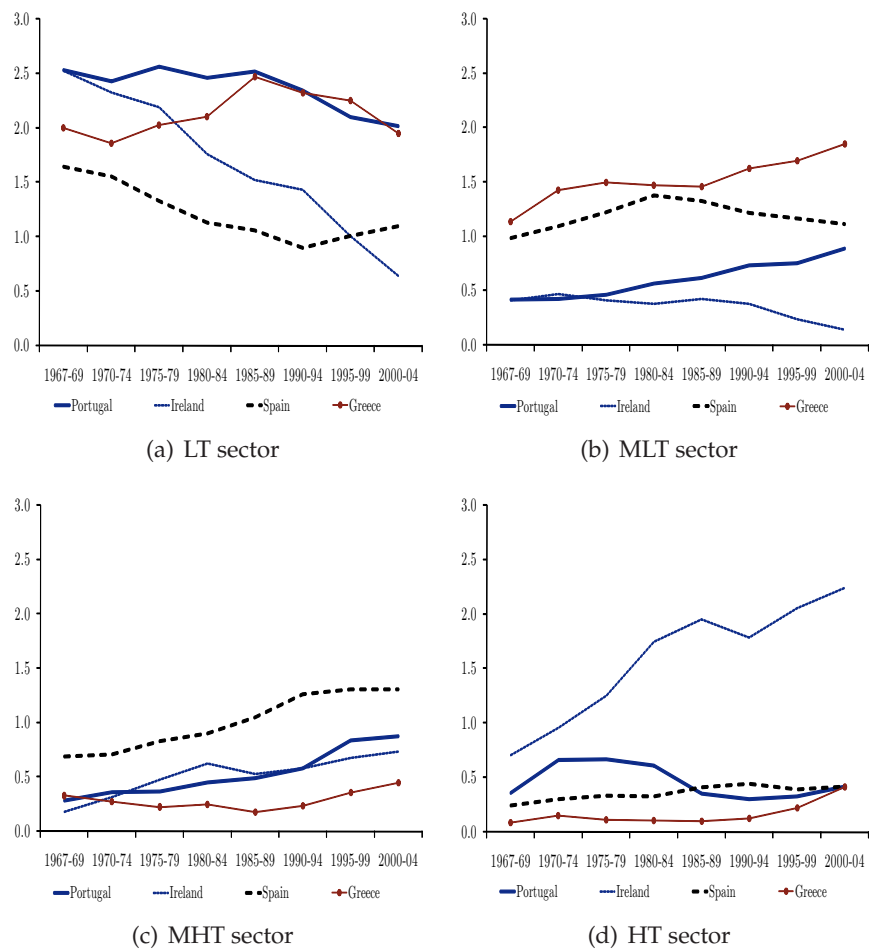 3.0
2.5
2.0
1.5
1.0
0.5
0.0
1967-69 1970-74 1975-79 1980-84 1985-89 1990-94 1995-99 2000-04
Portugal Ireland Spain Greece
(a) LT sector
3.0
2.5
2.0
1.5
1.0
0.5
0.0
1967-69 1970-74 1975-79 1980-84 1985-89 1990-94 1995-99 2000-04
Portugal Ireland Spain Greece
(b) MLT sector
3.0
2.5
2.0
1.5
1.0
0.5
0.0
1967-69 1970-74 1975-79 1980-84 1985-89 1990-94 1995-99 2000-04
Portugal Ireland Spain Greece
(c) MHT sector
3.0
2.5
2.0
1.5
1.0
0.5
0.0
1967-69 1970-74 1975-79 1980-84 1985-89 1990-94 1995-99 2000-04
Portugal Ireland Spain Greece
(d) HT sector